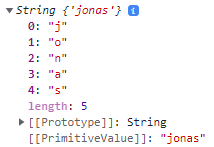 String {'jonas'} i
0: "j"
1: "o"
2: "n"
3: "a"
4: "s"
length: 5
[[Prototype]]: String
[[PrimitiveValue]]: "jonas"